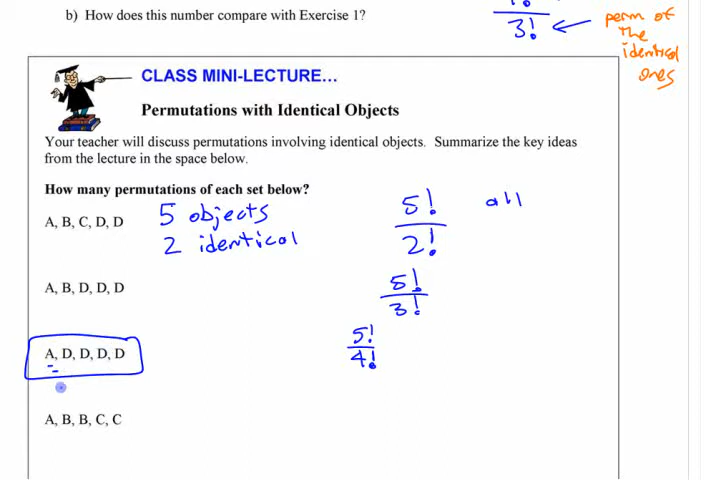 b) How does this number compare with Exercise 1?
3!
perm of
the
identical
ones
CLASS MINI-LECTURE…
Permutations with Identical Objects
Your teacher will discuss permutations involving identical objects. Summarize the key ideas
from the lecture in the space below.
How many permutations of each set below?
A, B, C, D, D
5 objects
2 identical
5!
2!
all
A, B, D, D, D
5!
3!
A, D, D, D, D
5!
4!
A, B, B, C, C